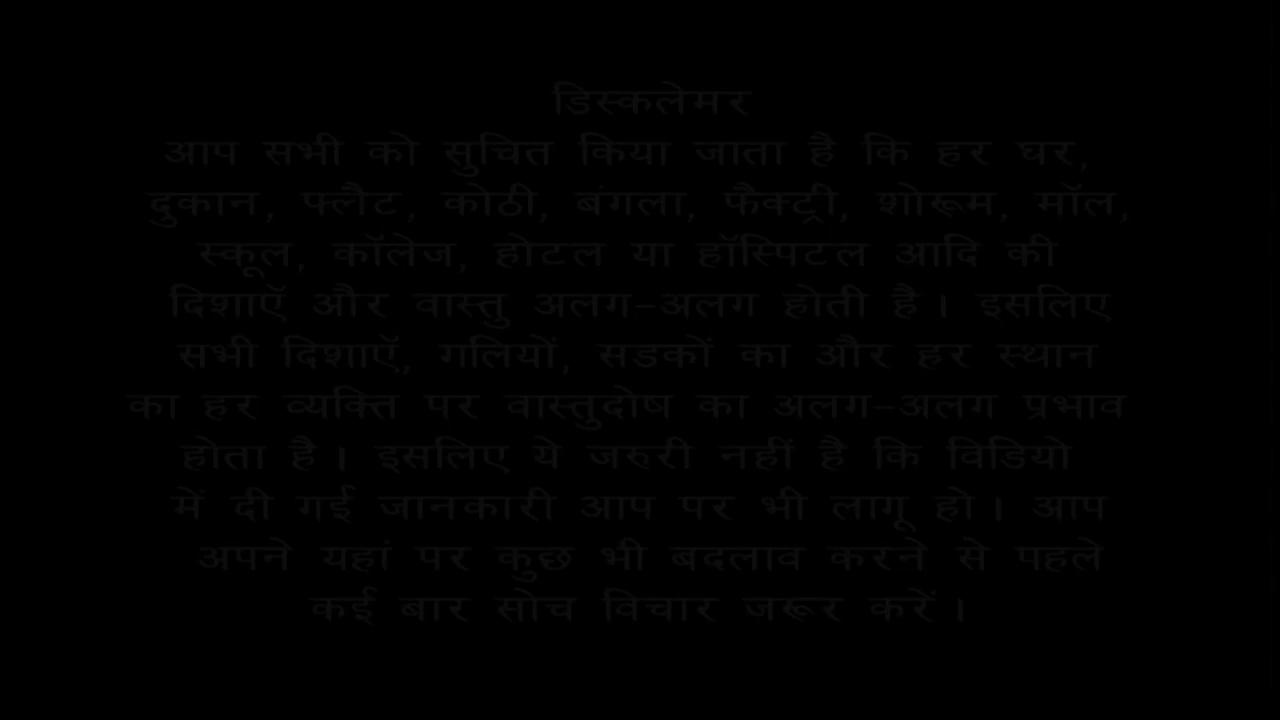 डिस्कलेमर
आप सभी को सुचित किया जाता है कि हर घर,
दुकान, फ्लैट, कोठी, बंगला, फैक्ट्री, शोरूम, मॉल,
स्कूल, कॉलेज, होटल या हॉस्पिटल आदि की
दिशाएॅ और वास्तु अलग–अलग होती है। इसलिए
सभी दिशाएॅ, गलियों, सडकों का और हर स्थान
का हर व्यक्ति पर वास्तुदोष का अलग–अलग प्रभाव
होता है। इसलिए ये जरुरी नहीं है कि विडियो
में दी गई जानकारी आप पर भी लागू हो। आप
अपने यहां पर कुछ भी बदलाव करने से पहले
कई बार सोच विचार जरूर करें।